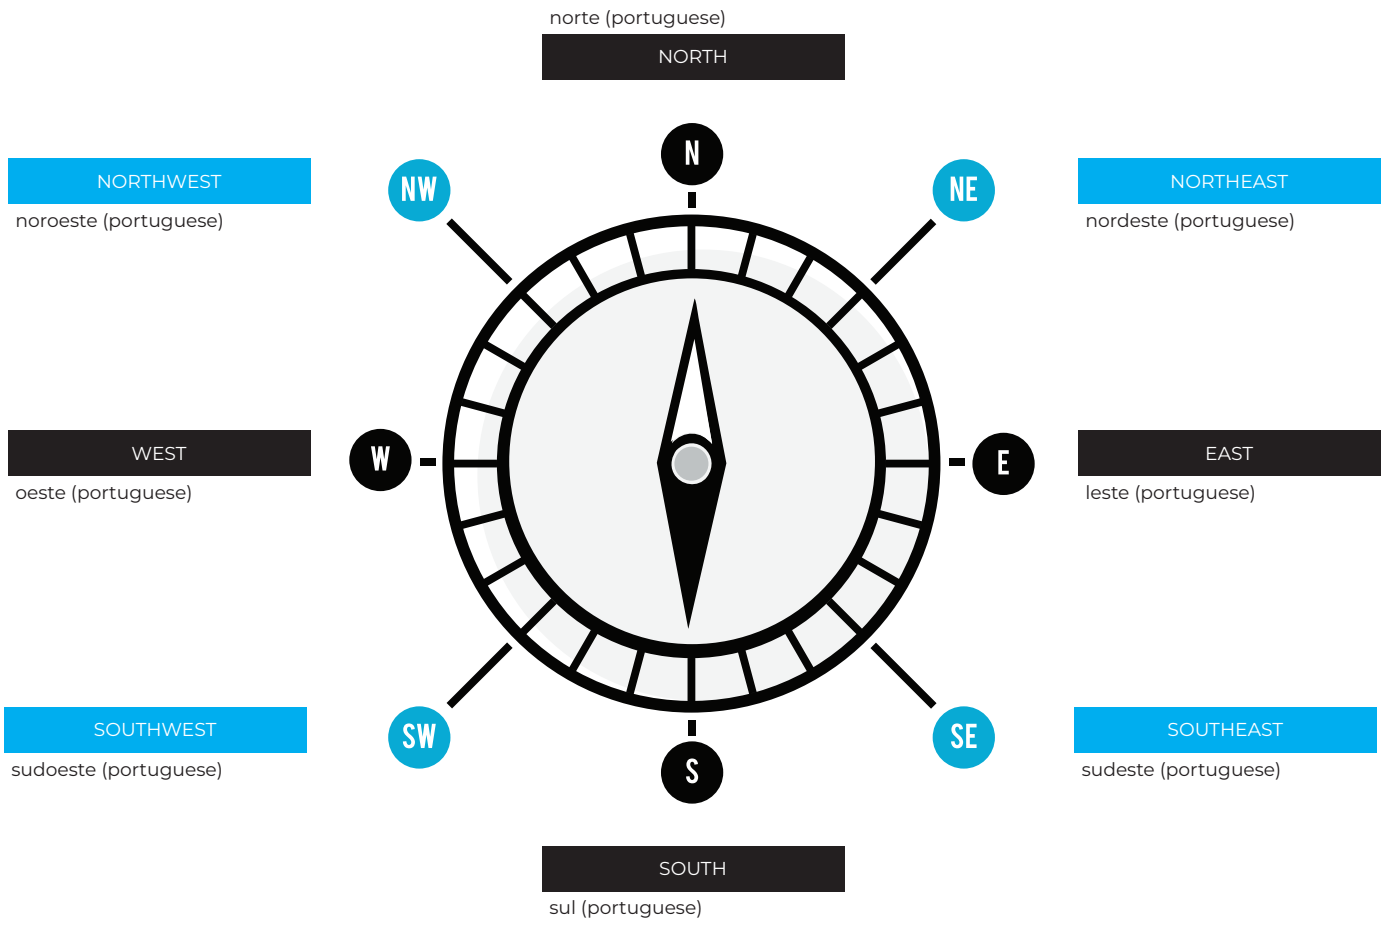 norte (portuguese)
NORTH
N
NORTHWEST
noroeste (portuguese)
NW
NE
NORTHEAST
nordeste (portuguese)
WEST
oeste (portuguese)
W
E
EAST
leste (portuguese)
SOUTHWEST
sudoeste (portuguese)
SW
SE
SOUTHEAST
sudeste (portuguese)
S
SOUTH
sul (portuguese)